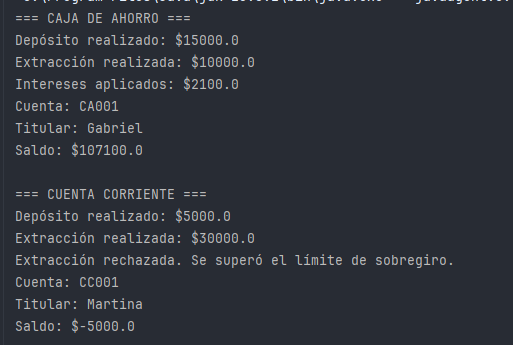 === CAJA DE AHORRO ===
Depósito realizado: $15000.0
Extracción realizada: $10000.0
Intereses aplicados: $2100.0
Cuenta: CA001
Titular: Gabriel
Saldo: $107100.0
=== CUENTA CORRIENTE ===
Depósito realizado: $5000.0
Extracción realizada: $30000.0
Extracción rechazada. Se superó el límite de sobregiro.
Cuenta: CC001
Titular: Martina
Saldo: $-5000.0